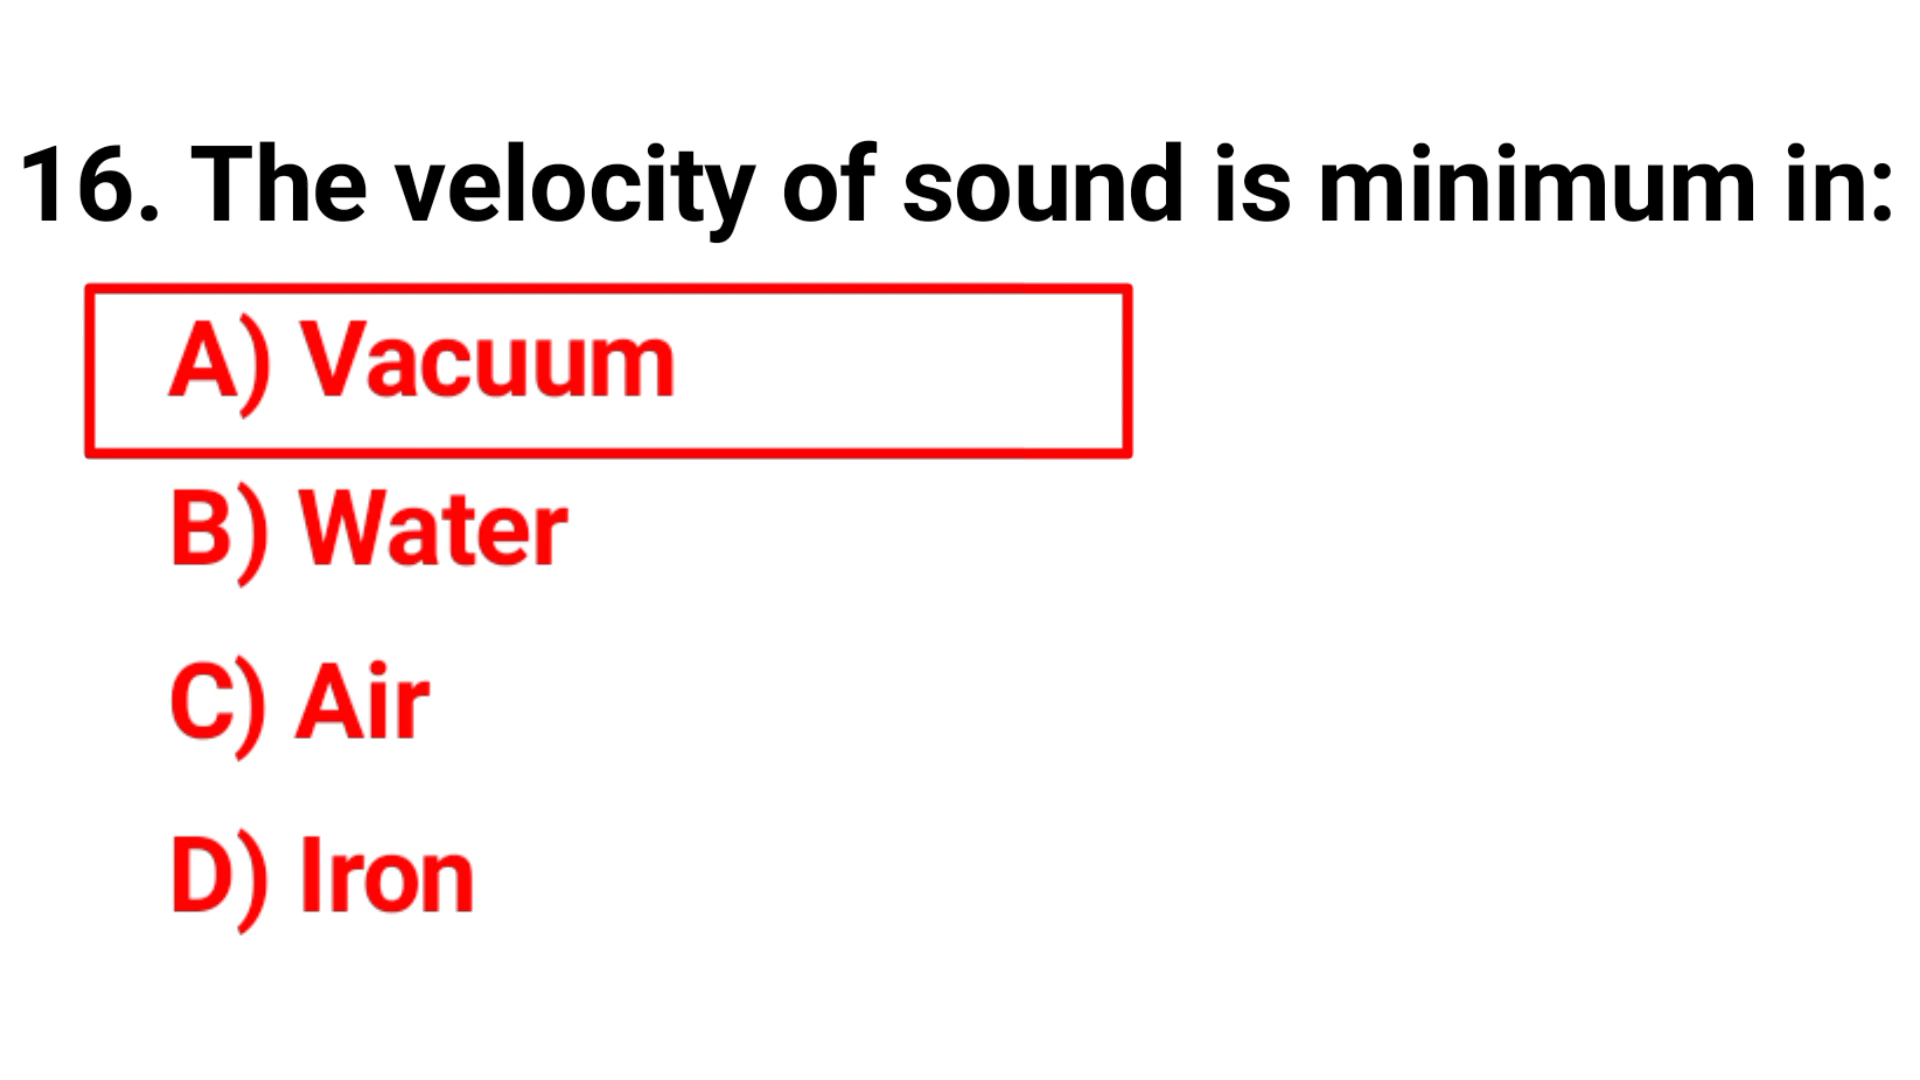 16. The velocity of sound is minimum in:
A) Vacuum
B) Water
C) Air
D) Iron